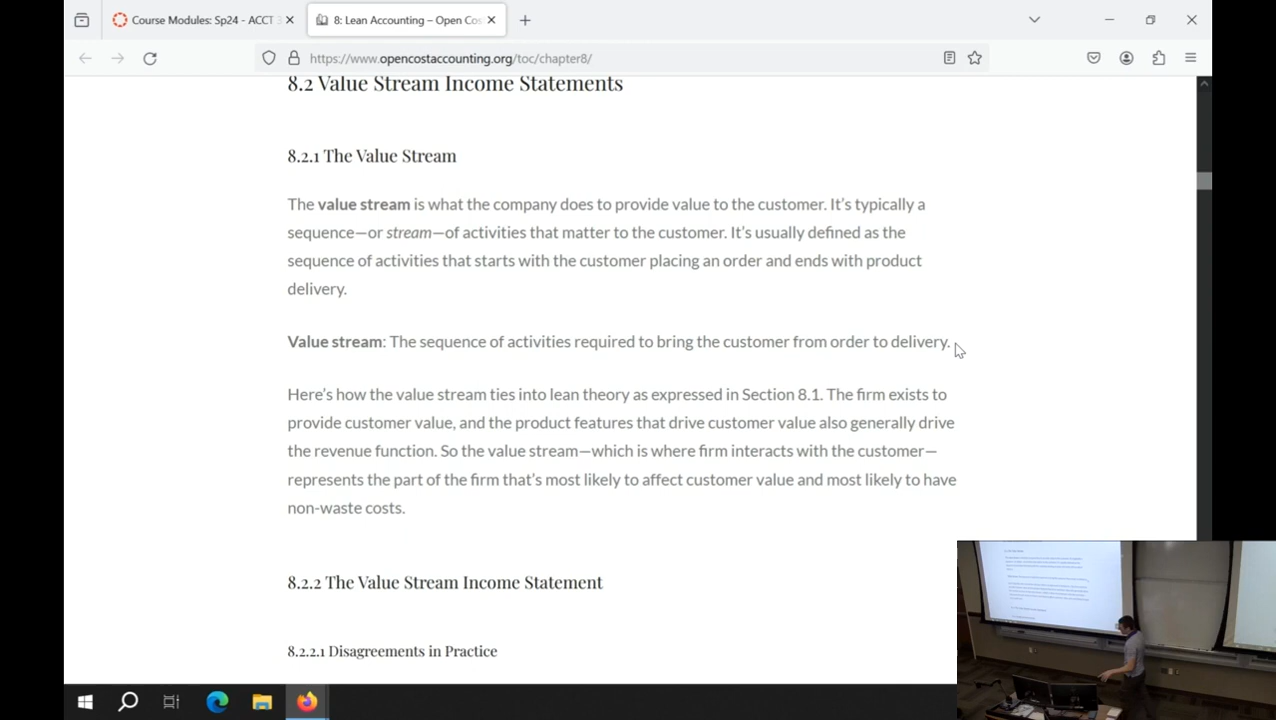 Course Modules: Sp24 - ACCT
8: Lean Accounting – Open Cos
https://www.opencostaccounting.org/toc/chapter8/
8.2 Value Stream Income Statements
8.2.1 The Value Stream
The value stream is what the company does to provide value to the customer. It's typically a
sequence—or stream—of activities that matter to the customer. It's usually defined as the
sequence of activities that starts with the customer placing an order and ends with product
delivery.
Value stream: The sequence of activities required to bring the customer from order to delivery.
Here's how the value stream ties into lean theory as expressed in Section 8.1. The firm exists to
provide customer value, and the product features that drive customer value also generally drive
the revenue function. So the value stream—which is where firm interacts with the customer—
represents the part of the firm that's most likely to affect customer value and most likely to have
non-waste costs.
8.2.2 The Value Stream Income Statement
8.2.2.1 Disagreements in Practice